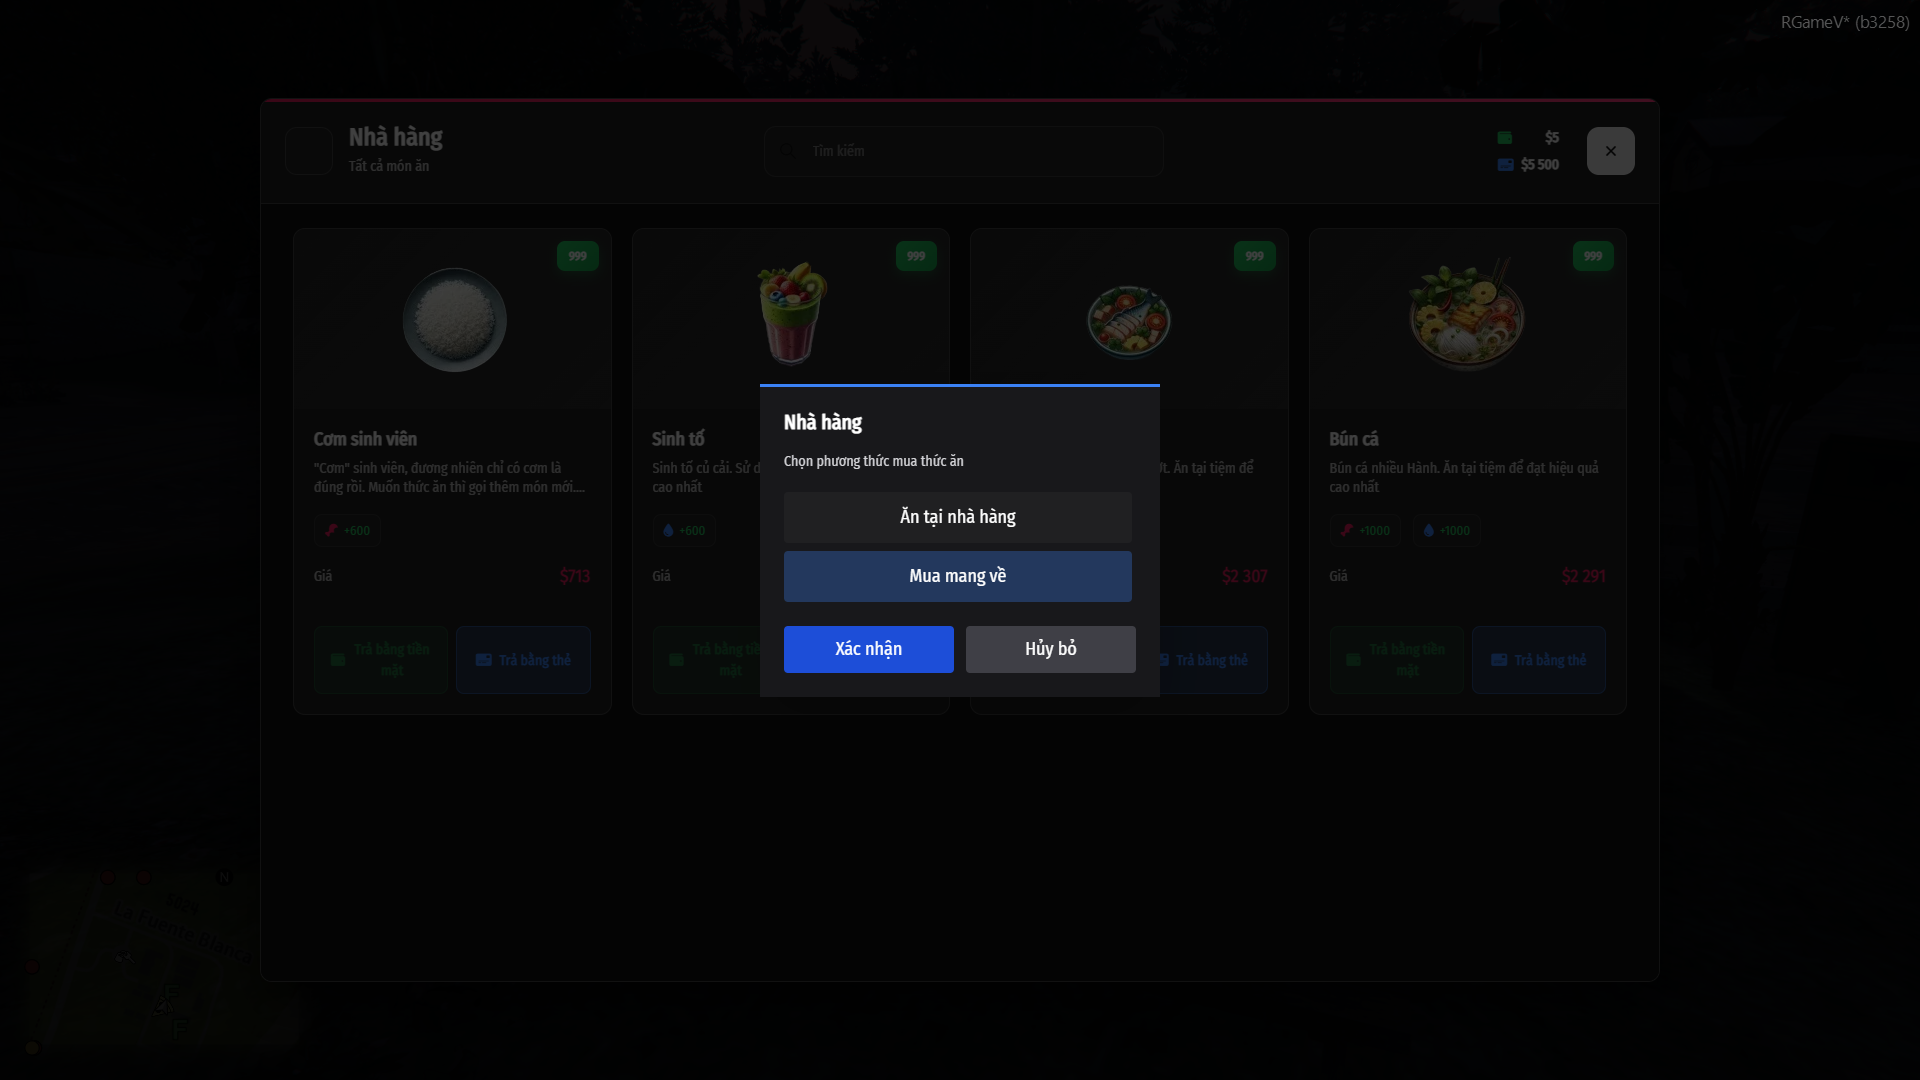 RGameV* (b3258)
Nhà hàng
Tất cả món ăn
Tìm kiếm
$5
$5 500
×
999
999
999
999
Cơm sinh viên
"Cơm" sinh viên, đương nhiên chỉ có cơm là
đúng rồi. Muốn thức ăn thì gọi thêm món mới....
+600
Giá
$713
Trả bằng tiền
mặt
Trả bằng thẻ
Sinh tố
Sinh tố củ cải. Sử
cao nhất
+600
Giá
Trả bằng
mặt
Ăn tại tiệm để
$2 307
Trả bằng thẻ
Bún cá
Bún cá nhiều Hành. Ăn tại tiệm để đạt hiệu quả
cao nhất
+1000
+1000
Giá
$2 291
Trả bằng tiền
mặt
Trả bằng thẻ
Nhà hàng
Chọn phương thức mua thức ăn
Ăn tại nhà hàng
Mua mang về
Xác nhận
Hủy bỏ
N
La Fuente Blanca
F